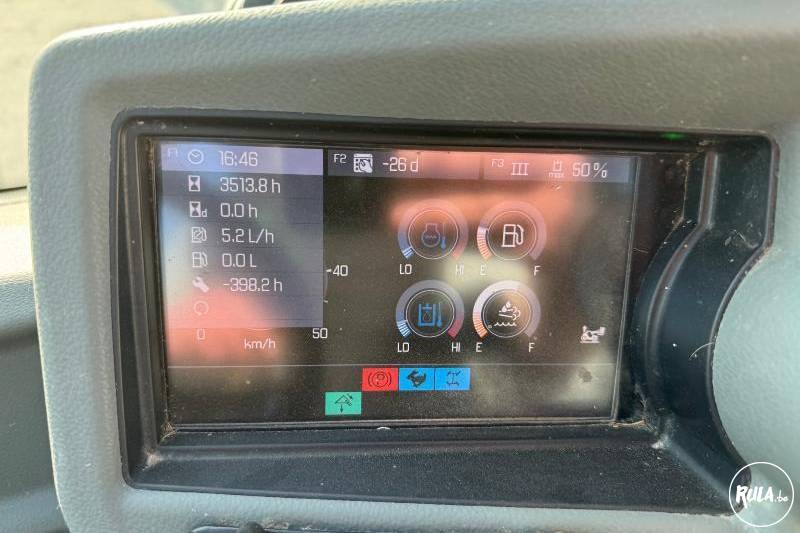 F1 16:46
F2 -26 d
F3 III max 50%
3513.8 h
d 0.0 h
5.2 L/h
0.0 L
-398.2 h
40
LO HI E F
LO HI E F
0 50
km/h
RULA.be